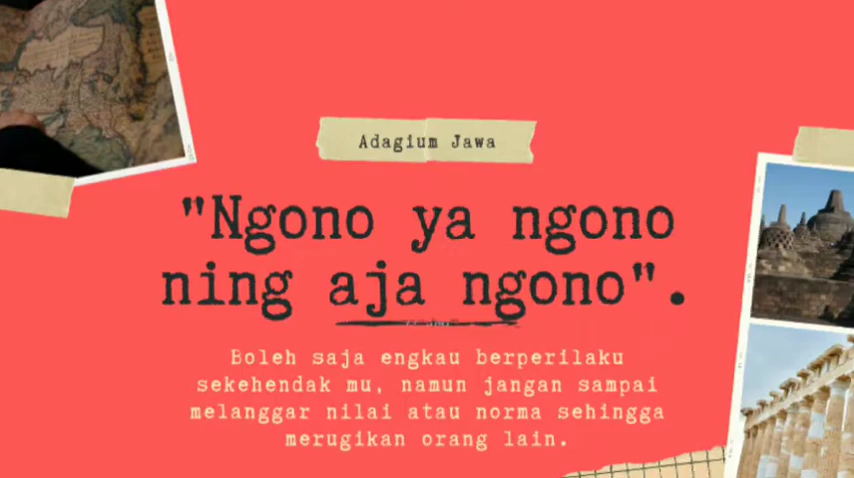 Adagium Jawa
"Ngono ya ngono
ning aja ngono".
Boleh saja engkau berperilaku
sekehendak mu, namun jangan sampai
melanggar nilai atau norma sehingga
merugikan orang lain.